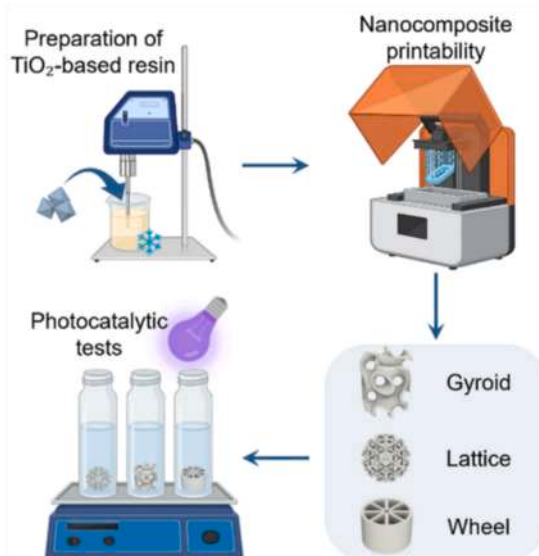 Preparation of
TiO₂-based resin
Nanocomposite
printability
Photocatalytic
tests
Gyroid
Lattice
Wheel